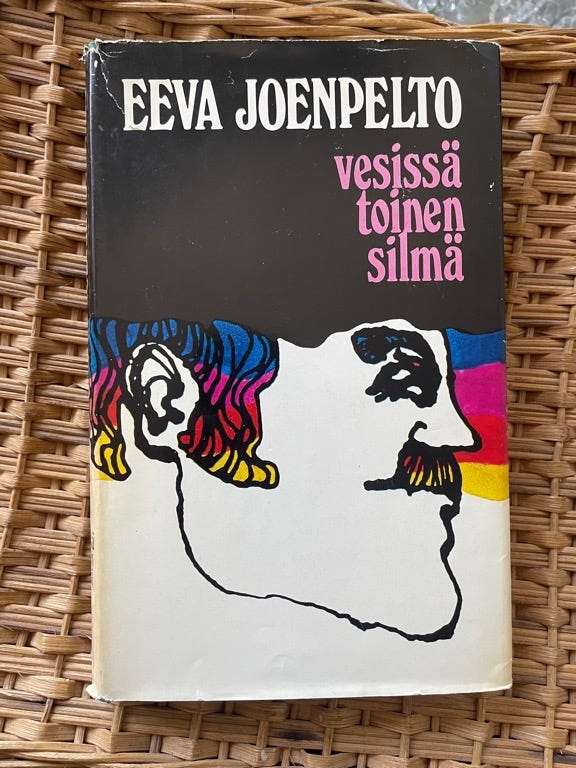 EEVA JOENPELTO
vesissä
toinen
silmä